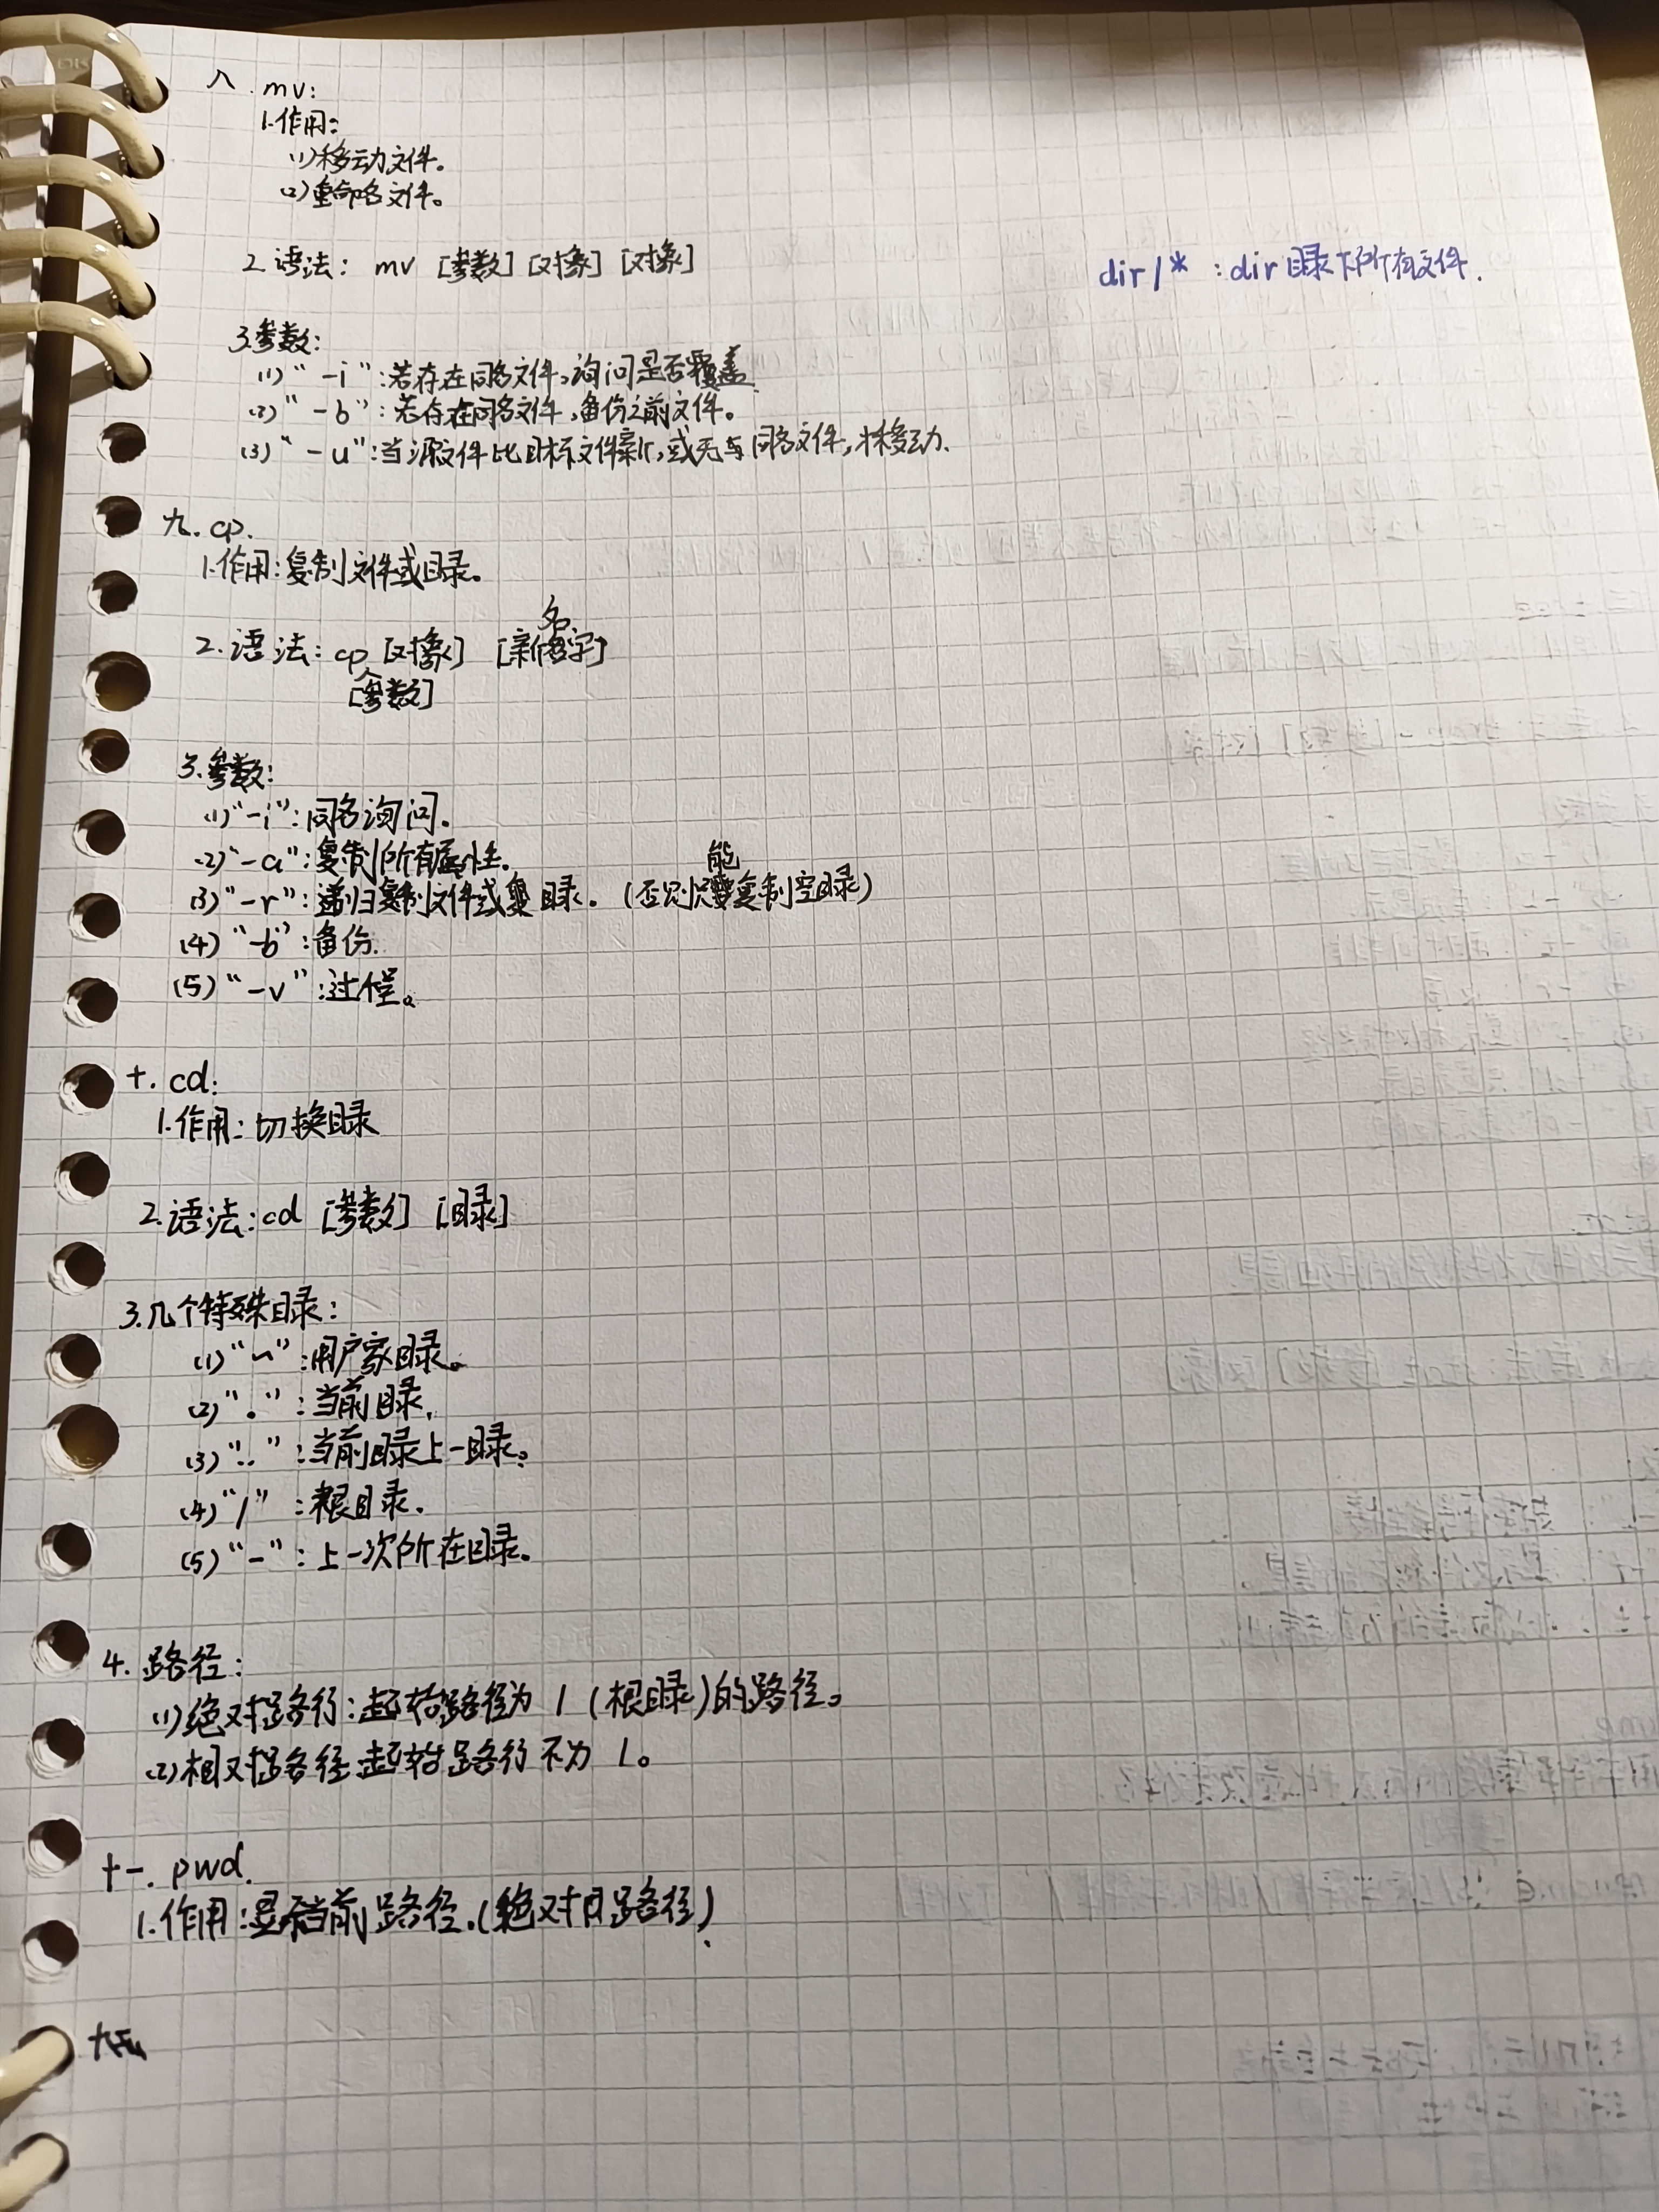 八. mv:
1.作用:
(1)移动文件。
(2)重命名文件。
2.语法: mv [参数] [对象] [对象]
dir/* :dir目录下所有文件.
3.参数:
(1)“-i”:若存在同名文件,询问是否覆盖
(2)“-b”:若存在同名文件,备份之前文件。
(3)“-u”:当源文件比目标文件新,或无与同名文件,才移动.
九. cp.
1.作用:复制文件或目录。
2.语法: cp [参数] [对象] [新名字]
3.参数:
(1)“-i”:同名询问.
(2)“-a”:复制所有属性.
(3)“-r”:递归复制文件或目录. (否则只能复制空目录)
(4)“-b”:备份.
(5)“-v”:过程。
十. cd:
1.作用: 切换目录
2.语法:cd [参数] [目录]
3.几个特殊目录:
(1)“~”:用户家目录。
(2)“.”:当前目录.
(3)“..”:当前目录上一目录。
(4)“/”:根目录.
(5)“-”:上一次所在目录。
4. 路径:
(1)绝对路径:起始路径为 / (根目录)的路径。
(2)相对路径:起始路径不为 /。
十一. pwd.
1.作用:显示当前路径.(绝对路径)